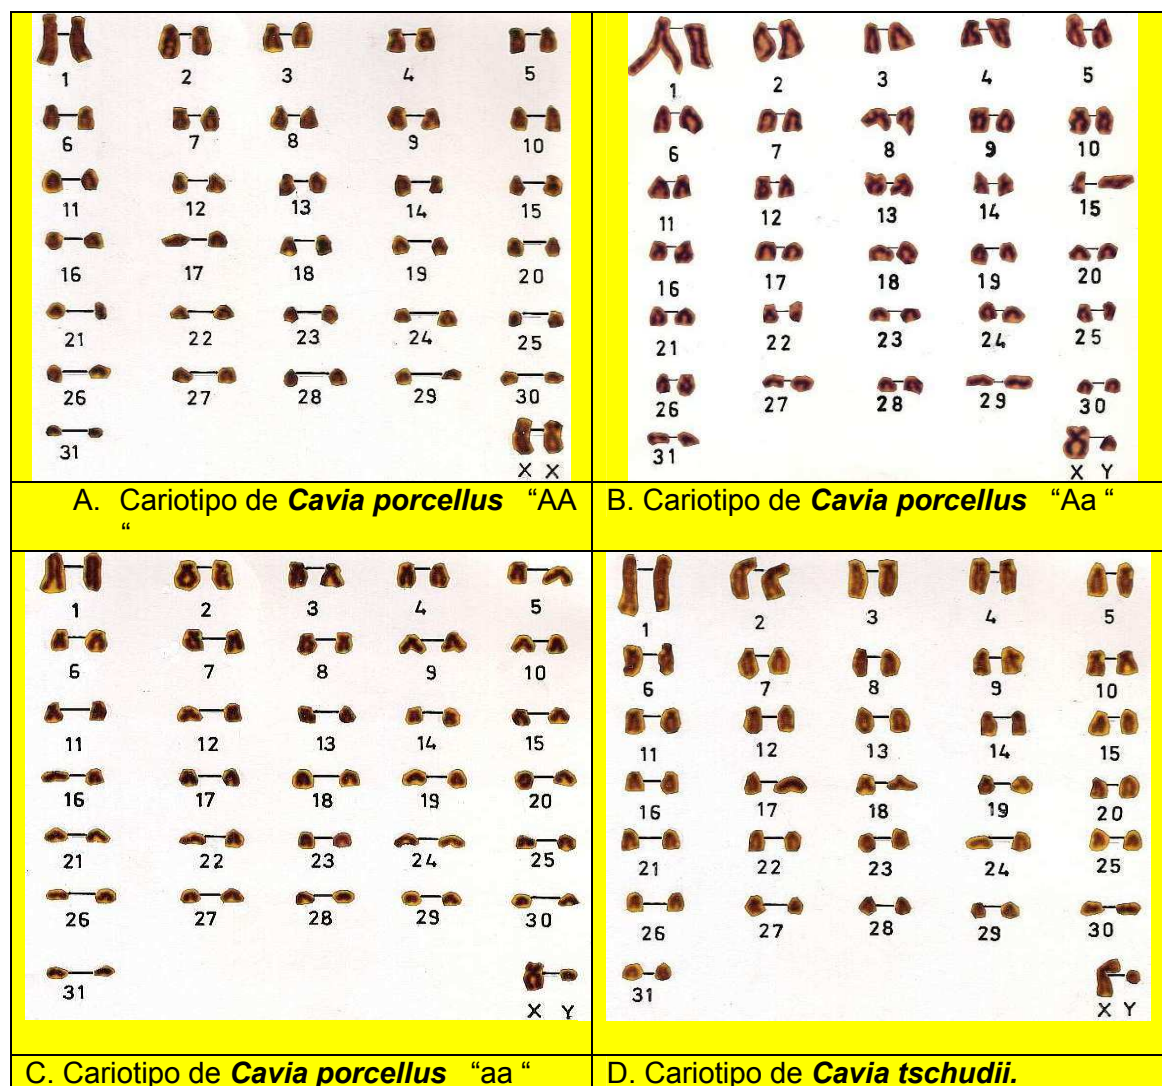 1 2 3 4 5
6 7 8 9 10
11 12 13 14 15
16 17 18 19 20
21 22 23 24 25
26 27 28 29 30
31
X X
A. Cariotipo de Cavia porcellus “AA
“
1 2 3 4 5
6 7 8 9 10
11 12 13 14 15
16 17 18 19 20
21 22 23 24 25
26 27 28 29 30
31
X Y
B. Cariotipo de Cavia porcellus “Aa “
1 2 3 4 5
6 7 8 9 10
11 12 13 14 15
16 17 18 19 20
21 22 23 24 25
26 27 28 29 30
31
X Y
C. Cariotipo de Cavia porcellus “aa “
1 2 3 4 5
6 7 8 9 10
11 12 13 14 15
16 17 18 19 20
21 22 23 24 25
26 27 28 29 30
31
X Y
D. Cariotipo de Cavia tschudii.